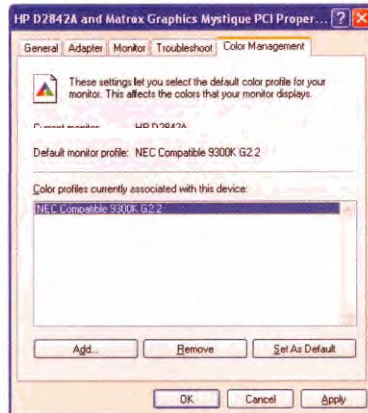 HP D2842A and Matrox Graphics Mystique PCI Proper... ? X
General Adapter Monitor Troubleshoot Color Management
These settings let you select the default color profile for your
monitor. This affects the colors that your monitor displays.
Current monitor: HP D2842A
Default monitor profile: NEC Compatible 9300K G2.2
Color profiles currently associated with this device:
NEC Compatible 9300K G2.2
Add... Remove Set As Default
OK Cancel Apply